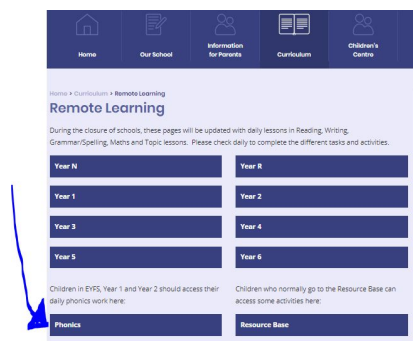 Home
Our School
Information
for Parents
Curriculum
Children's
Centre
Home > Curriculum > Remote Learning
Remote Learning
During the closure of schools, these pages will be updated with daily lessons in Reading, Writing,
Grammar/Spelling, Maths and Topic lessons. Please check daily to complete the different tasks and activities.
Year N
Year R
Year 1
Year 2
Year 3
Year 4
Year 5
Year 6
Children in EYFS, Year 1 and Year 2 should access their
daily phonics work here:
Children who normally go to the Resource Base can
access some activities here:
Phonics
Resource Base